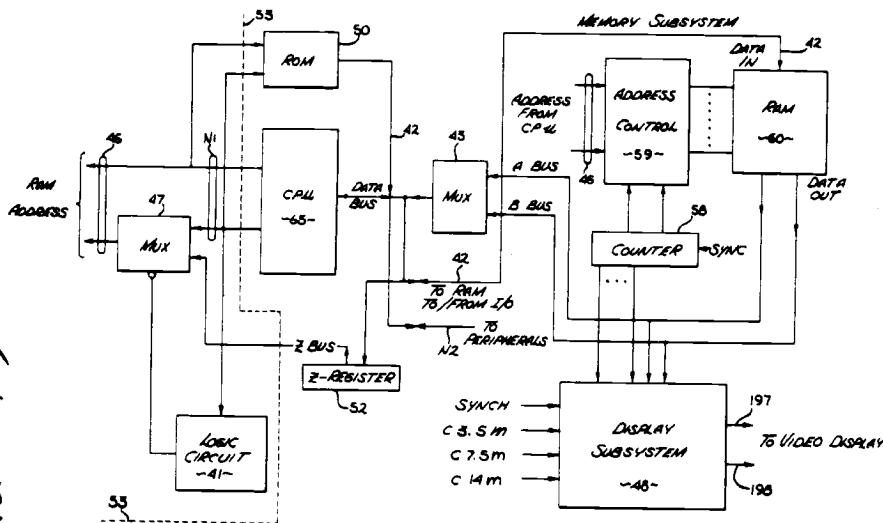 53
50
MEMORY SUBSYSTEM
ROM
42
DATA IN
42
ADDRESS FROM CPU
46
ADDRESS CONTROL
~59~
RAM
~60~
DATA OUT
46
N1
RAM ADDRESS
47
MUX
CPU
~65~
DATA BUS
43
MUX
A BUS
B BUS
58
COUNTER
SYNC
42
TO RAM
TO/FROM I/O
TO PERIPHERALS
N2
Z BUS
Z-REGISTER
52
LOGIC CIRCUIT
~41~
SYNCH
C 3.5m
C 7.5m
C 14m
DISPLAY SUBSYSTEM
~48~
197
TO VIDEO DISPLAY
198
53